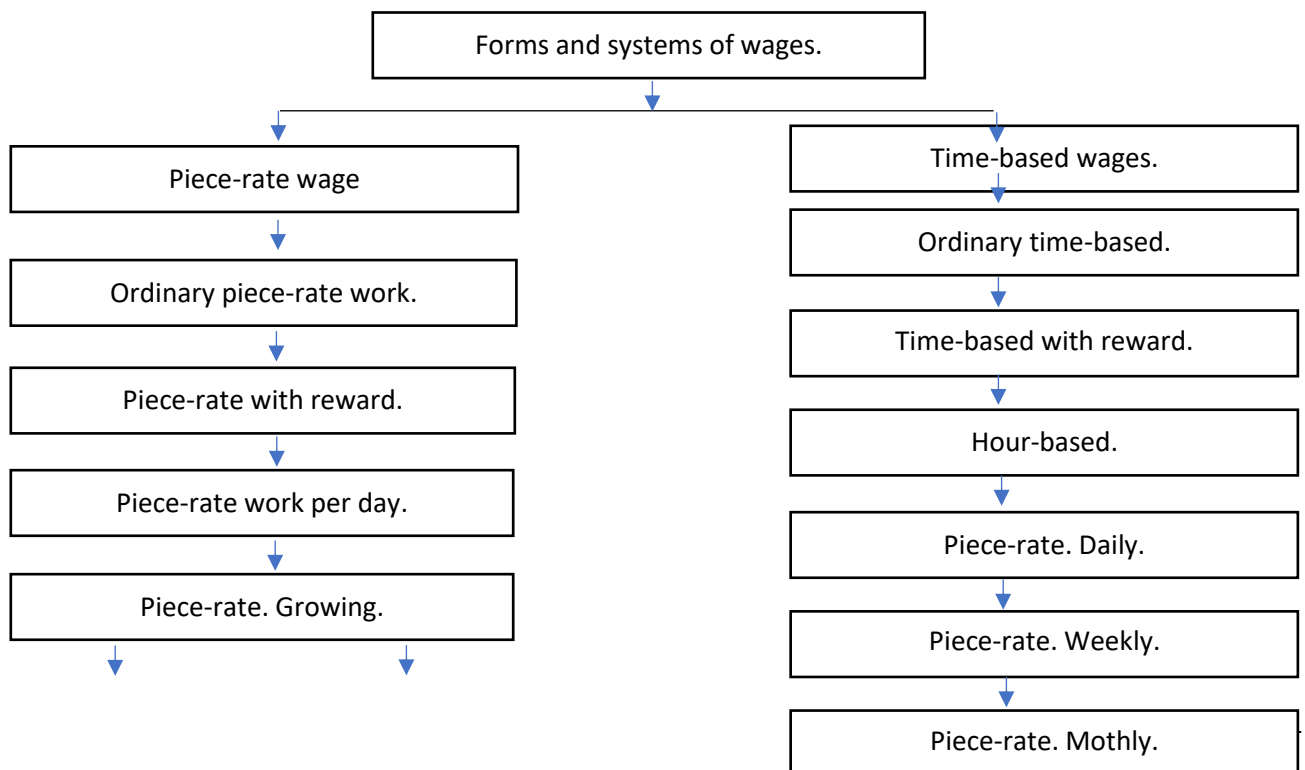 Forms and systems of wages.
Piece-rate wage
Ordinary piece-rate work.
Piece-rate with reward.
Piece-rate work per day.
Piece-rate. Growing.
Time-based wages.
Ordinary time-based.
Time-based with reward.
Hour-based.
Piece-rate. Daily.
Piece-rate. Weekly.
Piece-rate. Mothly.